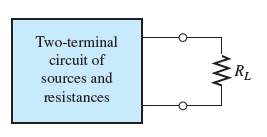 Two-terminal
circuit of
sources and
resistances
R_L